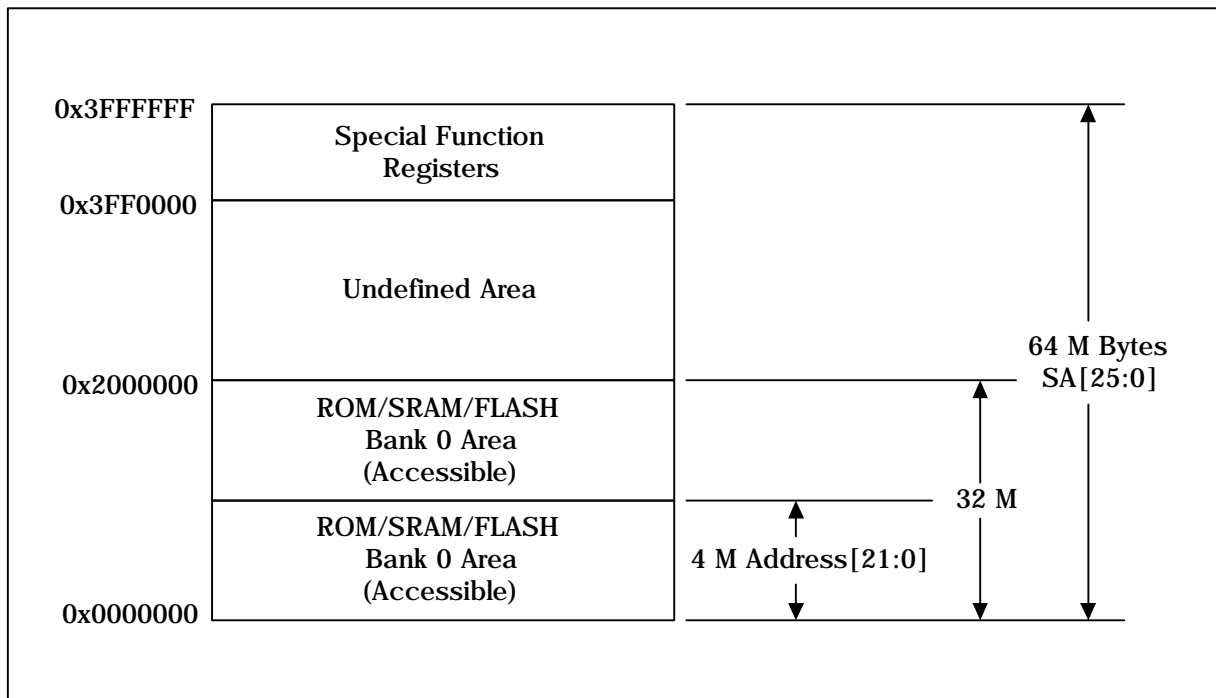 0x3FFFFFF
Special Function
Registers
0x3FF0000
Undefined Area
64 M Bytes
SA[25:0]
0x2000000
ROM/SRAM/FLASH
Bank 0 Area
(Accessible)
32 M
ROM/SRAM/FLASH
Bank 0 Area
(Accessible)
4 M Address[21:0]
0x0000000